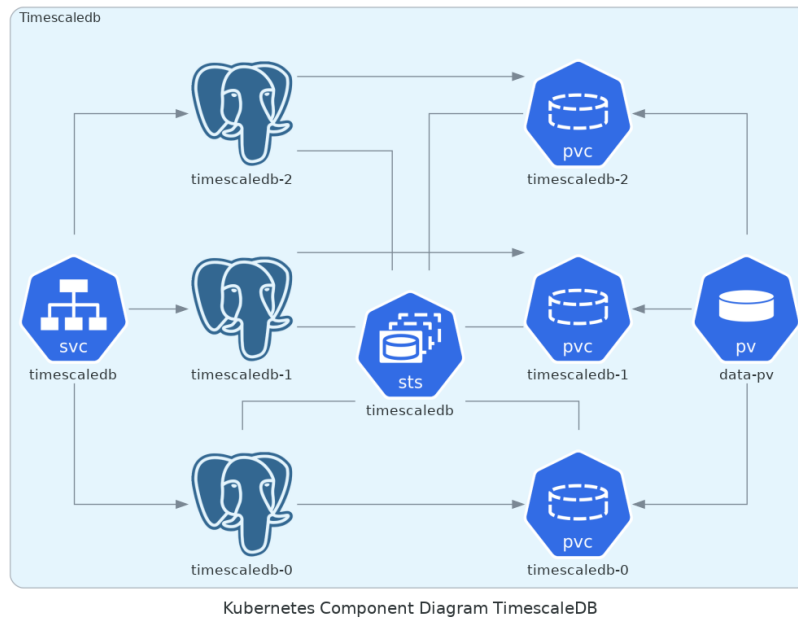 Timescaledb
timescaledb-2
pvc
timescaledb-2
svc
timescaledb
timescaledb-1
sts
timescaledb
pvc
timescaledb-1
pv
data-pv
timescaledb-0
pvc
timescaledb-0
Kubernetes Component Diagram TimescaleDB